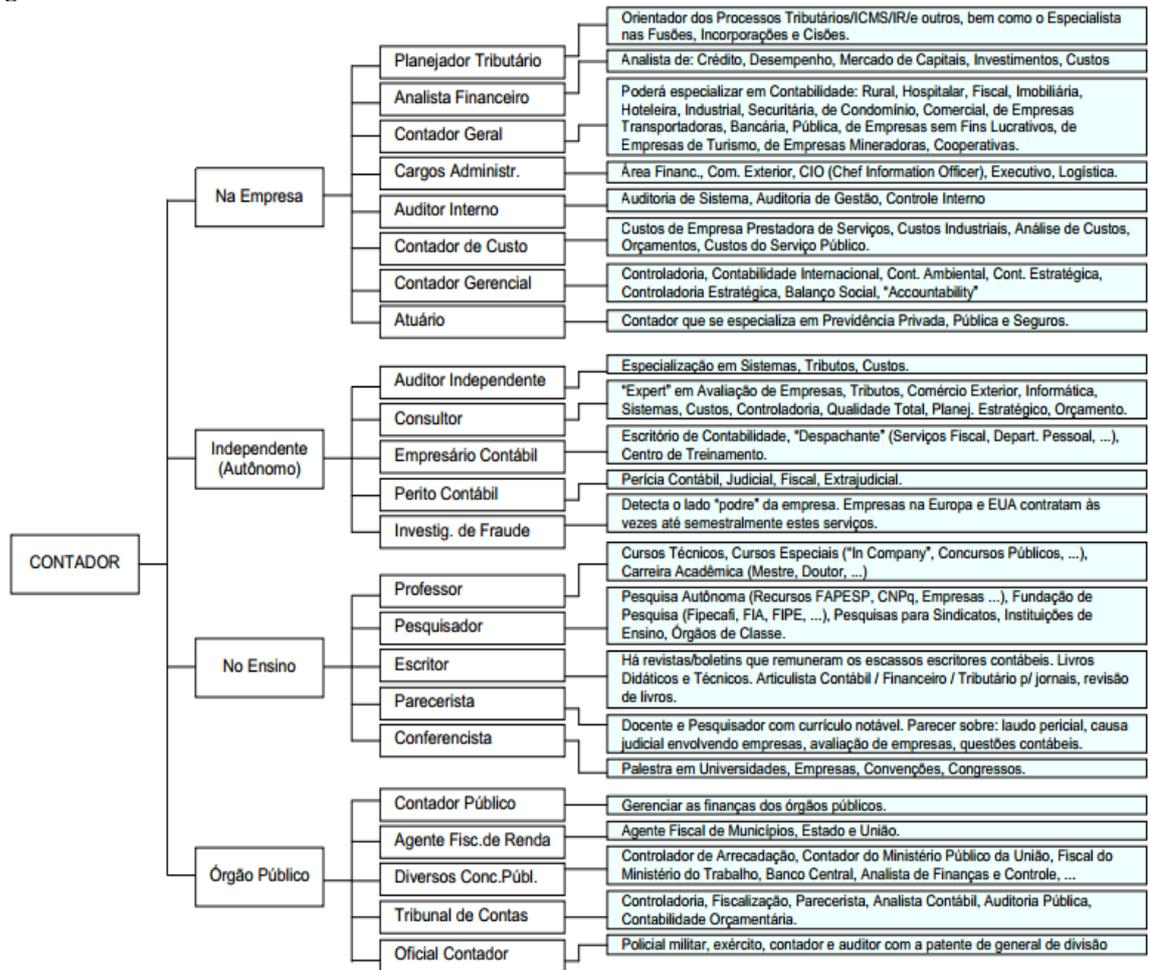 CONTADOR
Na Empresa
Planejador Tributário
Orientador dos Processos Tributários/ICMS/IR/e outros, bem como o Especialista
nas Fusões, Incorporações e Cisões.
Analista Financeiro
Analista de: Crédito, Desempenho, Mercado de Capitais, Investimentos, Custos
Contador Geral
Poderá especializar em Contabilidade: Rural, Hospitalar, Fiscal, Imobiliária,
Hoteleira, Industrial, Securitária, de Condomínio, Comercial, de Empresas
Transportadoras, Bancária, Pública, de Empresas sem Fins Lucrativos, de
Empresas de Turismo, de Empresas Mineradoras, Cooperativas.
Cargos Administr.
Área Financ., Com. Exterior, CIO (Chef Information Officer), Executivo, Logística.
Auditor Interno
Auditoria de Sistema, Auditoria de Gestão, Controle Interno
Contador de Custo
Custos de Empresa Prestadora de Serviços, Custos Industriais, Análise de Custos,
Orçamentos, Custos do Serviço Público.
Contador Gerencial
Controladoria, Contabilidade Internacional, Cont. Ambiental, Cont. Estratégica,
Controladoria Estratégica, Balanço Social, "Accountability"
Atuário
Contador que se especializa em Previdência Privada, Pública e Seguros.
Independente
(Autônomo)
Auditor Independente
Especialização em Sistemas, Tributos, Custos.
Consultor
"Expert" em Avaliação de Empresas, Tributos, Comércio Exterior, Informática,
Sistemas, Custos, Controladoria, Qualidade Total, Planej. Estratégico, Orçamento.
Empresário Contábil
Escritório de Contabilidade, "Despachante" (Serviços Fiscal, Depart. Pessoal, ...),
Centro de Treinamento.
Perito Contábil
Perícia Contábil, Judicial, Fiscal, Extrajudicial.
Investig. de Fraude
Detecta o lado "podre" da empresa. Empresas na Europa e EUA contratam às
vezes até semestralmente estes serviços.
No Ensino
Professor
Cursos Técnicos, Cursos Especiais ("In Company", Concursos Públicos, ...),
Carreira Acadêmica (Mestre, Doutor, ...)
Pesquisador
Pesquisa Autônoma (Recursos FAPESP, CNPq, Empresas ...), Fundação de
Pesquisa (Fipecafi, FIA, FIPE, ...), Pesquisas para Sindicatos, Instituições de
Ensino, Órgãos de Classe.
Escritor
Há revistas/boletins que remuneram os escassos escritores contábeis. Livros
Didáticos e Técnicos. Articulista Contábil / Financeiro / Tributário p/ jornais, revisão
de livros.
Parecerista
Docente e Pesquisador com currículo notável. Parecer sobre: laudo pericial, causa
judicial envolvendo empresas, avaliação de empresas, questões contábeis.
Conferencista
Palestra em Universidades, Empresas, Convenções, Congressos.
Órgão Público
Contador Público
Gerenciar as finanças dos órgãos públicos.
Agente Fisc.de Renda
Agente Fiscal de Municípios, Estado e União.
Diversos Conc.Públ.
Controlador de Arrecadação, Contador do Ministério Público da União, Fiscal do
Ministério do Trabalho, Banco Central, Analista de Finanças e Controle, ...
Tribunal de Contas
Controladoria, Fiscalização, Parecerista, Analista Contábil, Auditoria Pública,
Contabilidade Orçamentária.
Oficial Contador
Policial militar, exército, contador e auditor com a patente de general de divisão